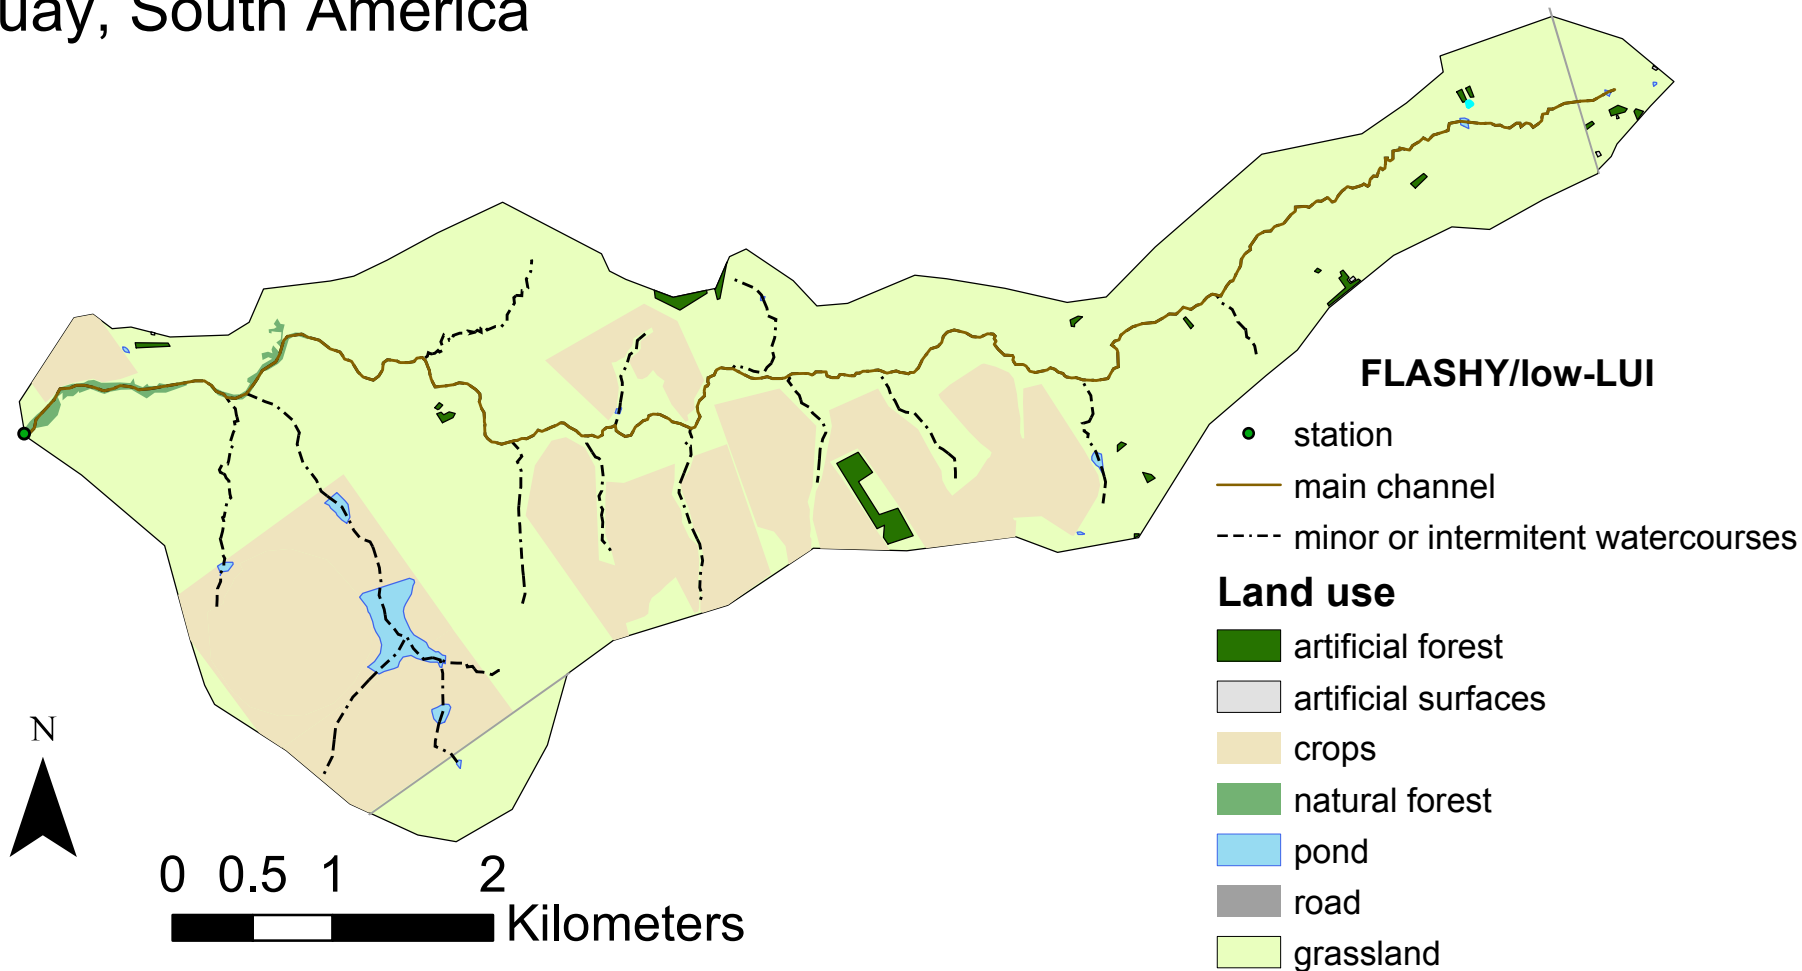 uay, South America
FLASHY/low-LUI
station
main channel
minor or intermitent watercourses
Land use
artificial forest
artificial surfaces
crops
natural forest
pond
road
grassland
N
0 0.5 1 2
Kilometers